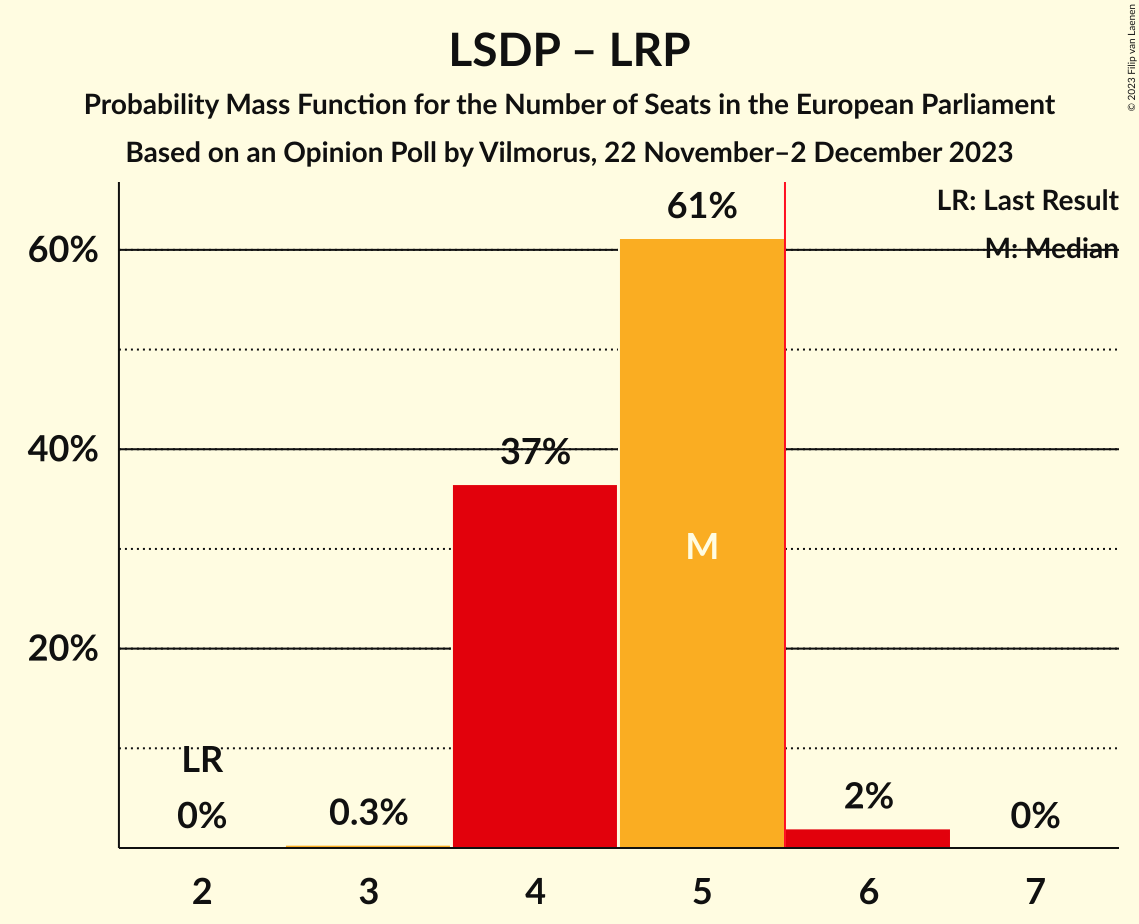 LSDP – LRP
Probability Mass Function for the Number of Seats in the European Parliament
Based on an Opinion Poll by Vilmorus, 22 November–2 December 2023
© 2023 Filip van Laenen
LR: Last Result
M: Median
60%
40%
20%
61%
37%
M
LR
0%
0.3%
2%
0%
2
3
4
5
6
7